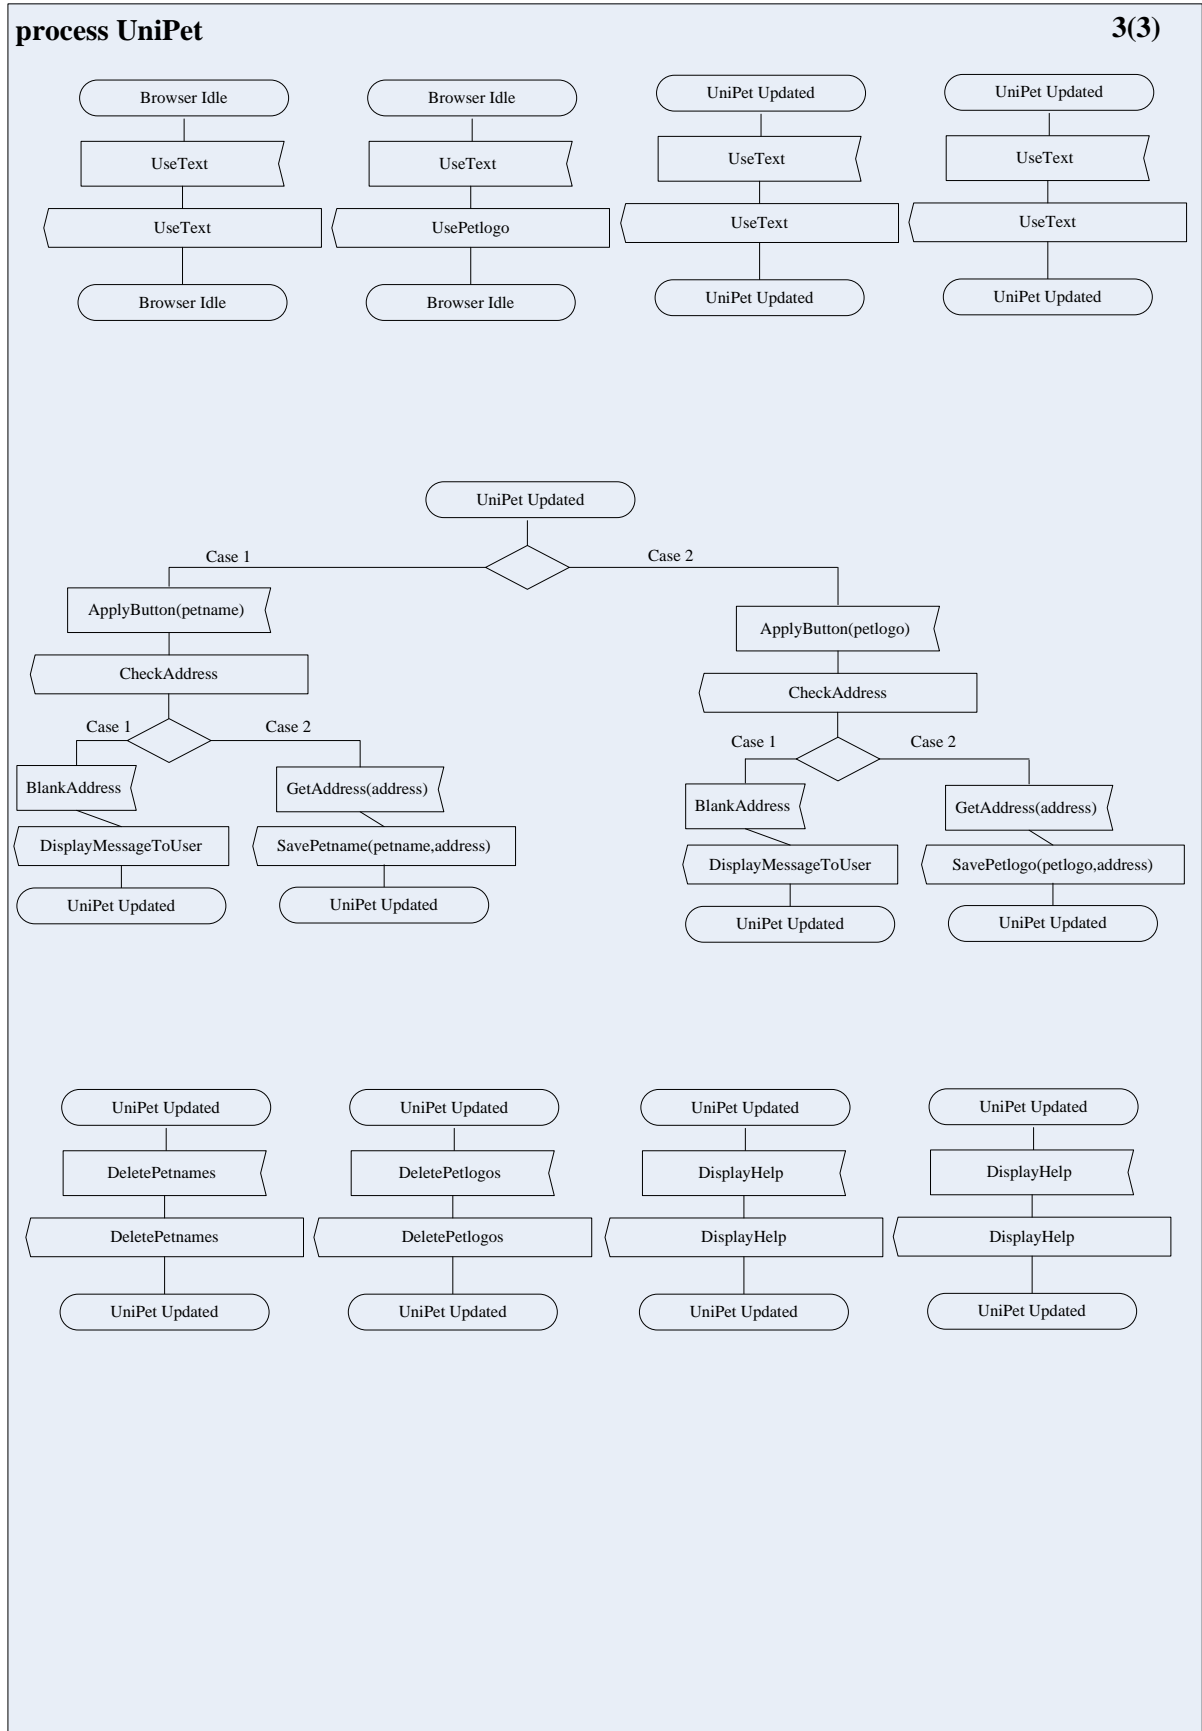 process UniPet
3(3)
Browser Idle
UseText
UseText
Browser Idle
Browser Idle
UseText
UsePetlogo
Browser Idle
UniPet Updated
UseText
UseText
UniPet Updated
UniPet Updated
UseText
UseText
UniPet Updated
UniPet Updated
Case 1
Case 2
ApplyButton(petname)
CheckAddress
Case 1
Case 2
BlankAddress
DisplayMessageToUser
UniPet Updated
GetAddress(address)
SavePetname(petname,address)
UniPet Updated
ApplyButton(petlogo)
CheckAddress
Case 1
Case 2
BlankAddress
DisplayMessageToUser
UniPet Updated
GetAddress(address)
SavePetlogo(petlogo,address)
UniPet Updated
UniPet Updated
DeletePetnames
DeletePetnames
UniPet Updated
UniPet Updated
DeletePetlogos
DeletePetlogos
UniPet Updated
UniPet Updated
DisplayHelp
DisplayHelp
UniPet Updated
UniPet Updated
DisplayHelp
DisplayHelp
UniPet Updated